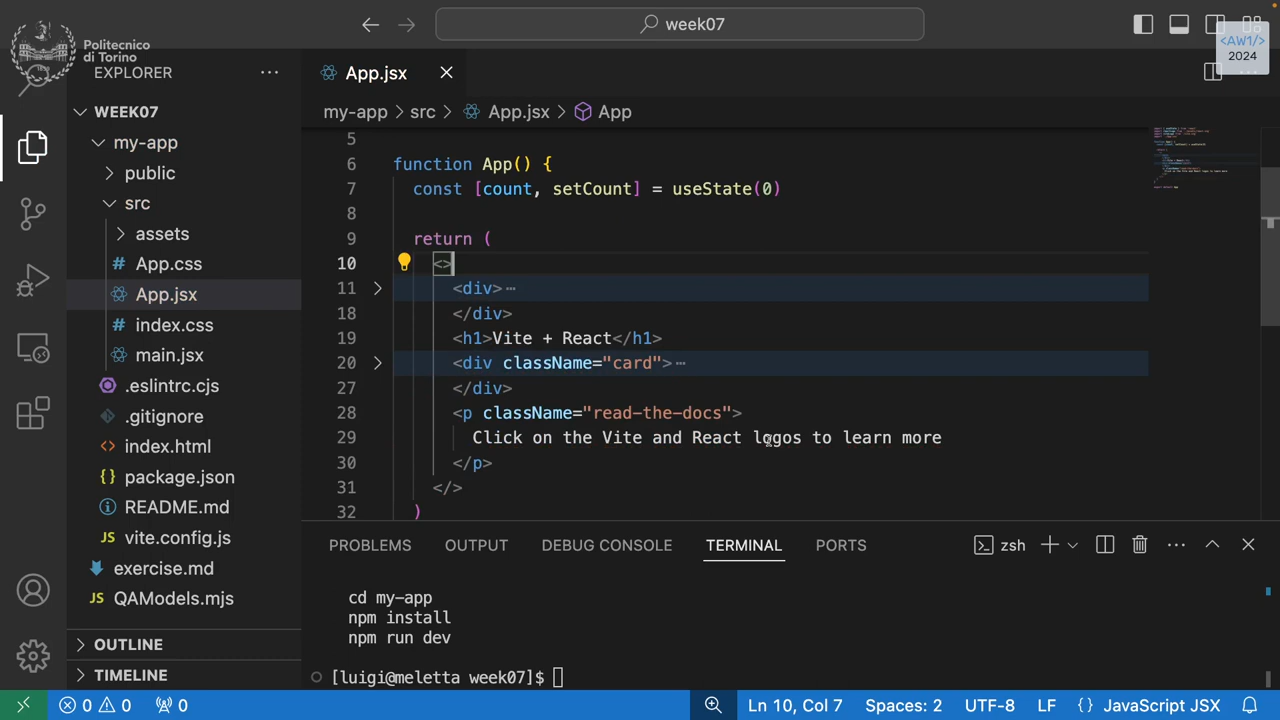 week07
Politecnico
di Torino
<AW1/>
2024
EXPLORER
App.jsx
WEEK07
my-app
public
src
assets
App.css
App.jsx
index.css
main.jsx
.eslintrc.cjs
.gitignore
index.html
package.json
README.md
vite.config.js
exercise.md
QAModels.mjs
OUTLINE
TIMELINE
my-app > src > App.jsx > App
5
6 function App() {
7 const [count, setCount] = useState(0)
8
9 return (
10 <>
11 <div>⋯
18 </div>
19 <h1>Vite + React</h1>
20 <div className="card">⋯
27 </div>
28 <p className="read-the-docs">
29 Click on the Vite and React logos to learn more
30 </p>
31 </>
32 )
PROBLEMS OUTPUT DEBUG CONSOLE TERMINAL PORTS zsh
cd my-app
npm install
npm run dev
[luigi@meletta week07]$
0 0 0 Ln 10, Col 7 Spaces: 2 UTF-8 LF {} JavaScript JSX